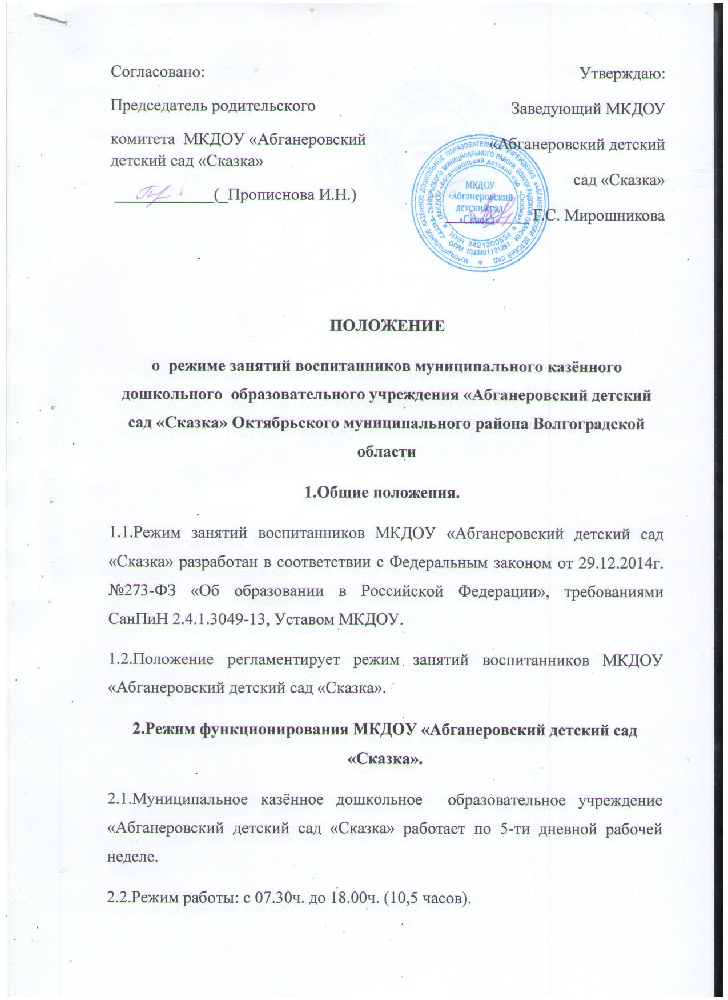 Согласовано:
Председатель родительского
комитета  МКДОУ «Абганеровский
детский сад «Сказка»
____________(_Прописнова И.Н.)
Утверждаю:
Заведующий МКДОУ
«Абганеровский детский
сад «Сказка»
__________ Г.С. Мирошникова
МУНИЦИПАЛЬНОЕ КАЗЁННОЕ ДОШКОЛЬНОЕ ОБРАЗОВАТЕЛЬНОЕ УЧРЕЖДЕНИЕ «АБГАНЕРОВСКИЙ ДЕТСКИЙ САД
«СКАЗКА» ОКТЯБРЬСКОГО МУНИЦИПАЛЬНОГО РАЙОНА ВОЛГОГРАДСКОЙ ОБЛАСТИ
ОГРН 1033401121291
(МКДОУ «Абганеровский детский сад «Сказка»)
ИНН 3421200554
МКДОУ
«Абганеровский
детский сад
«Сказка»
ПОЛОЖЕНИЕ
о  режиме занятий воспитанников муниципального казённого
дошкольного  образовательного учреждения «Абганеровский детский
сад «Сказка» Октябрьского муниципального района Волгоградской
области
1.Общие положения.
1.1.Режим занятий воспитанников МКДОУ «Абганеровский детский сад
«Сказка» разработан в соответствии с Федеральным законом от 29.12.2014г.
№273-ФЗ «Об образовании в Российской Федерации», требованиями
СанПиН 2.4.1.3049-13, Уставом МКДОУ.
1.2.Положение регламентирует режим занятий воспитанников МКДОУ
«Абганеровский детский сад «Сказка».
2.Режим функционирования МКДОУ «Абганеровский детский сад
«Сказка».
2.1.Муниципальное казённое дошкольное  образовательное учреждение
«Абганеровский детский сад «Сказка» работает по 5-ти дневной рабочей
неделе.
2.2.Режим работы: с 07.30ч. до 18.00ч. (10,5 часов).